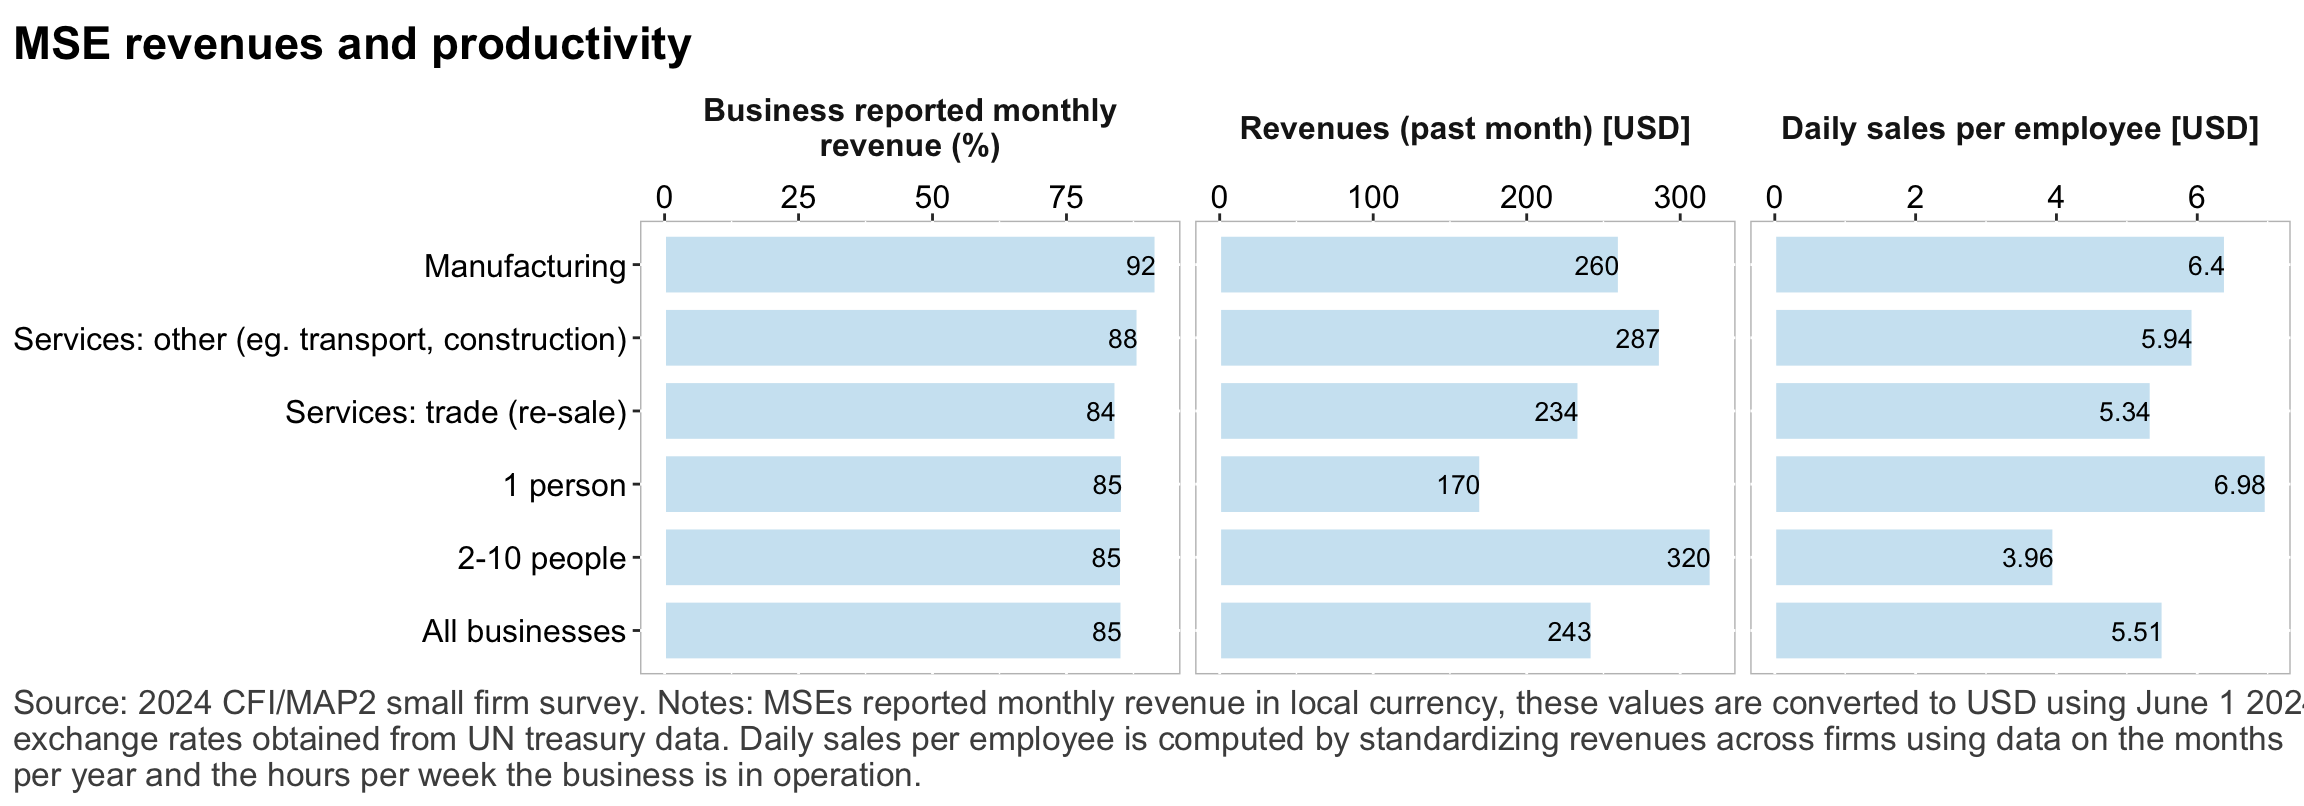 MSE revenues and productivity
Business reported monthly
revenue (%)
Revenues (past month) [USD]
Daily sales per employee [USD]
0 25 50 75
0 100 200 300
0 2 4 6
Manufacturing 92 260 6.4
Services: other (eg. transport, construction) 88 287 5.94
Services: trade (re-sale) 84 234 5.34
1 person 85 170 6.98
2-10 people 85 320 3.96
All businesses 85 243 5.51
Source: 2024 CFI/MAP2 small firm survey. Notes: MSEs reported monthly revenue in local currency, these values are converted to USD using June 1 2024
exchange rates obtained from UN treasury data. Daily sales per employee is computed by standardizing revenues across firms using data on the months
per year and the hours per week the business is in operation.